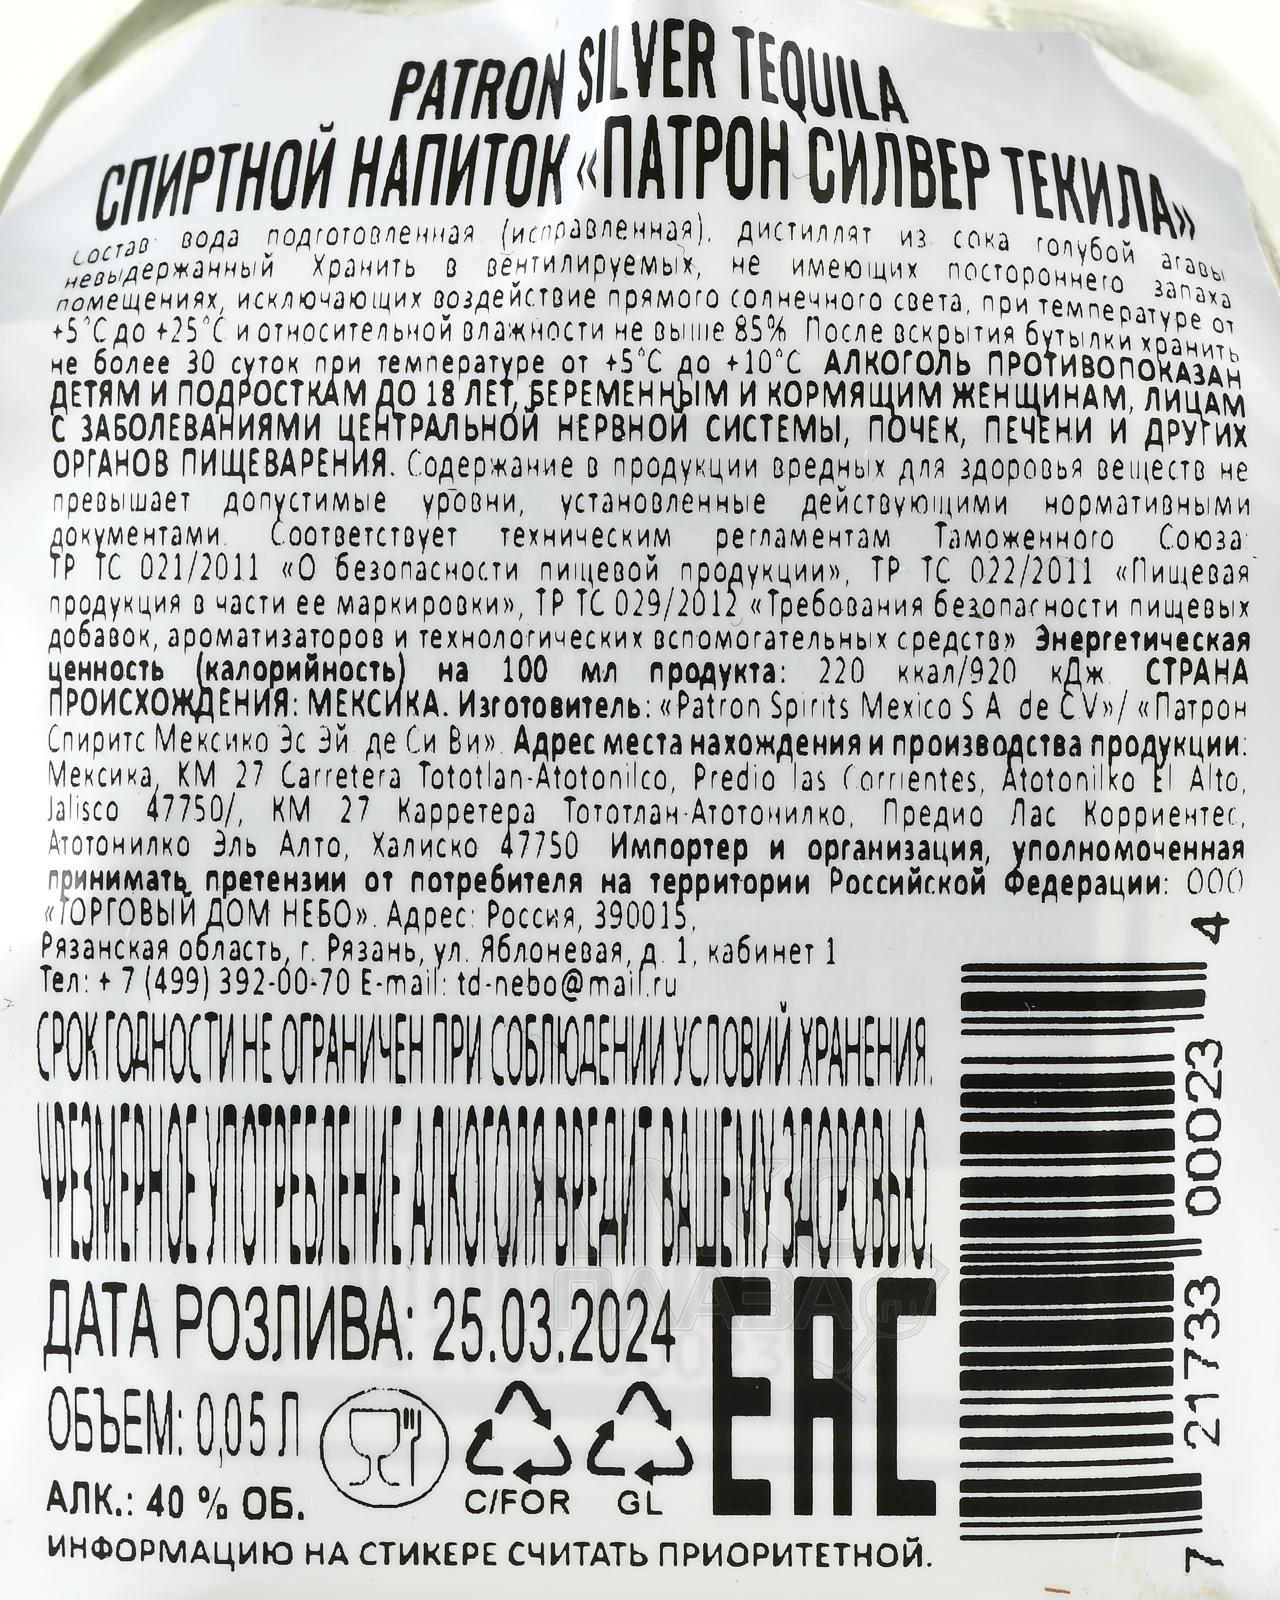 PATRON SILVER TEQUILA
СПИРТНОЙ НАПИТОК «ПАТРОН СИЛВЕР ТЕКИЛА»
Состав: вода подготовленная (исправленная), дистиллят из сока голубой агавы
невыдержанный Хранить в вентилируемых, не имеющих постороннего запаха
помещениях, исключающих воздействие прямого солнечного света, при температуре от
+5°С до +25°С и относительной влажности не выше 85% После вскрытия бутылки хранить
не более 30 суток при температуре от +5°С до +10°С АЛКОГОЛЬ ПРОТИВОПОКАЗАН
ДЕТЯМ И ПОДРОСТКАМ ДО 18 ЛЕТ, БЕРЕМЕННЫМ И КОРМЯЩИМ ЖЕНЩИНАМ, ЛИЦАМ
С ЗАБОЛЕВАНИЯМИ ЦЕНТРАЛЬНОЙ НЕРВНОЙ СИСТЕМЫ, ПОЧЕК, ПЕЧЕНИ И ДРУГИХ
ОРГАНОВ ПИЩЕВАРЕНИЯ. Содержание в продукции вредных для здоровья веществ не
превышает допустимые уровни, установленные действующими нормативными
документами. Соответствует техническим регламентам Таможенного Союза:
ТР ТС 021/2011 «О безопасности пищевой продукции», ТР ТС 022/2011 «Пищевая
продукция в части ее маркировки», ТР ТС 029/2012 «Требования безопасности пищевых
добавок, ароматизаторов и технологических вспомогательных средств» Энергетическая
ценность (калорийность) на 100 мл продукта: 220 ккал/920 кДж СТРАНА
ПРОИСХОЖДЕНИЯ: МЕКСИКА. Изготовитель: «Patron Spirits Mexico S A de C.V»/ «Патрон
Спиритс Мексико Эс Эй де Си Ви». Адрес места нахождения и производства продукции:
Мексика, КМ 27 Carretera Tototlan-Atotonilco, Predio las Corrientes, Atotonilko El Alto,
Jalisco 47750/, КМ 27 Карретера Тототлан-Атотонилко, Предио Лас Корриентес,
Атотонилко Эль Алто, Халиско 47750 Импортер и организация, уполномоченная
принимать претензии от потребителя на территории Российской Федерации: ООО
«ТОРГОВЫЙ ДОМ НЕБО». Адрес: Россия, 390015,
Рязанская область, г. Рязань, ул. Яблоневая, д. 1, кабинет 1
Тел: + 7 (499) 392-00-70 E-mail: td-nebo@mail.ru
СРОК ГОДНОСТИ НЕ ОГРАНИЧЕН ПРИ СОБЛЮДЕНИИ УСЛОВИЙ ХРАНЕНИЯ.
ЧРЕЗМЕРНОЕ УПОТРЕБЛЕНИЕ АЛКОГОЛЯ ВРЕДИТ ВАШЕМУ ЗДОРОВЬЮ.
ДАТА РОЗЛИВА: 25.03.2024
ОБЪЕМ: 0,05 Л
АЛК.: 40 % ОБ.
C/FOR GL
EAC
ИНФОРМАЦИЮ НА СТИКЕРЕ СЧИТАТЬ ПРИОРИТЕТНОЙ.
7 21733 00023 4
АЛКО
ПЛАЗА.ru